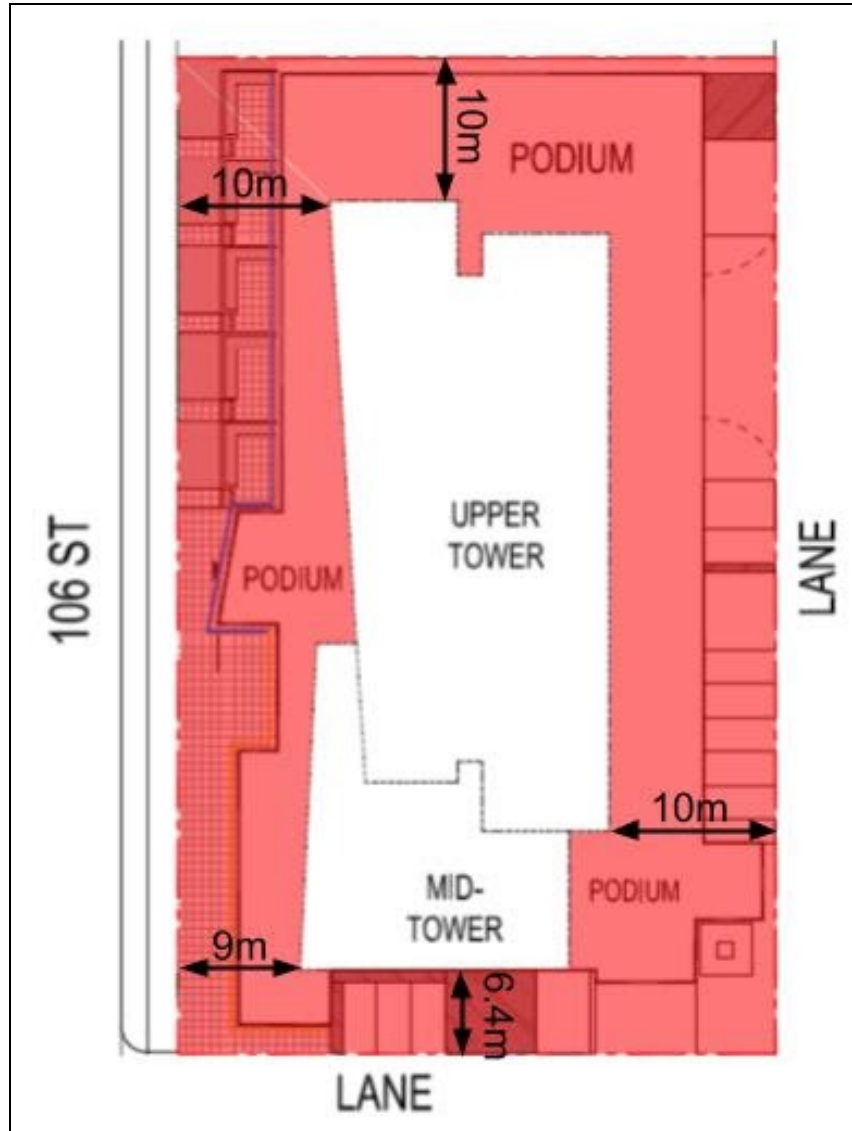 10m
PODIUM
10m
UPPER
TOWER
106 ST
PODIUM
LANE
10m
MID-
TOWER
PODIUM
9m
6.4m
LANE